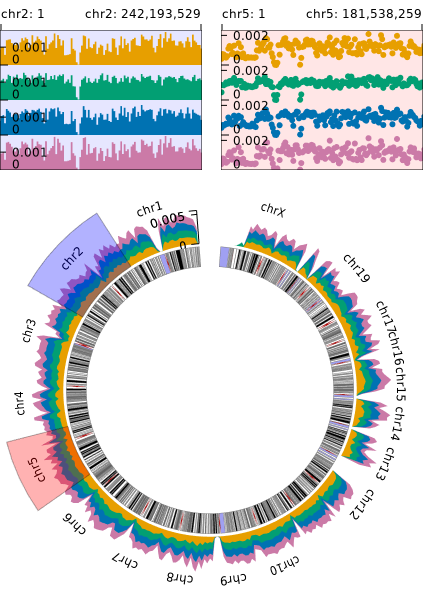 chr2: 1 chr2: 242,193,529 chr5: 1 chr5: 181,538,259
0.001 0.002
0 0
0.001 0.002
0 0
0.001 0.002
0 0
0.001 0.002
0 0
chr1
0.005
0
chrX
chr2
chr19
chr3
chr17
chr16
chr15
chr4
chr14
chr5
chr13
chr6
chr12
chr7
chr10
chr8
chr9